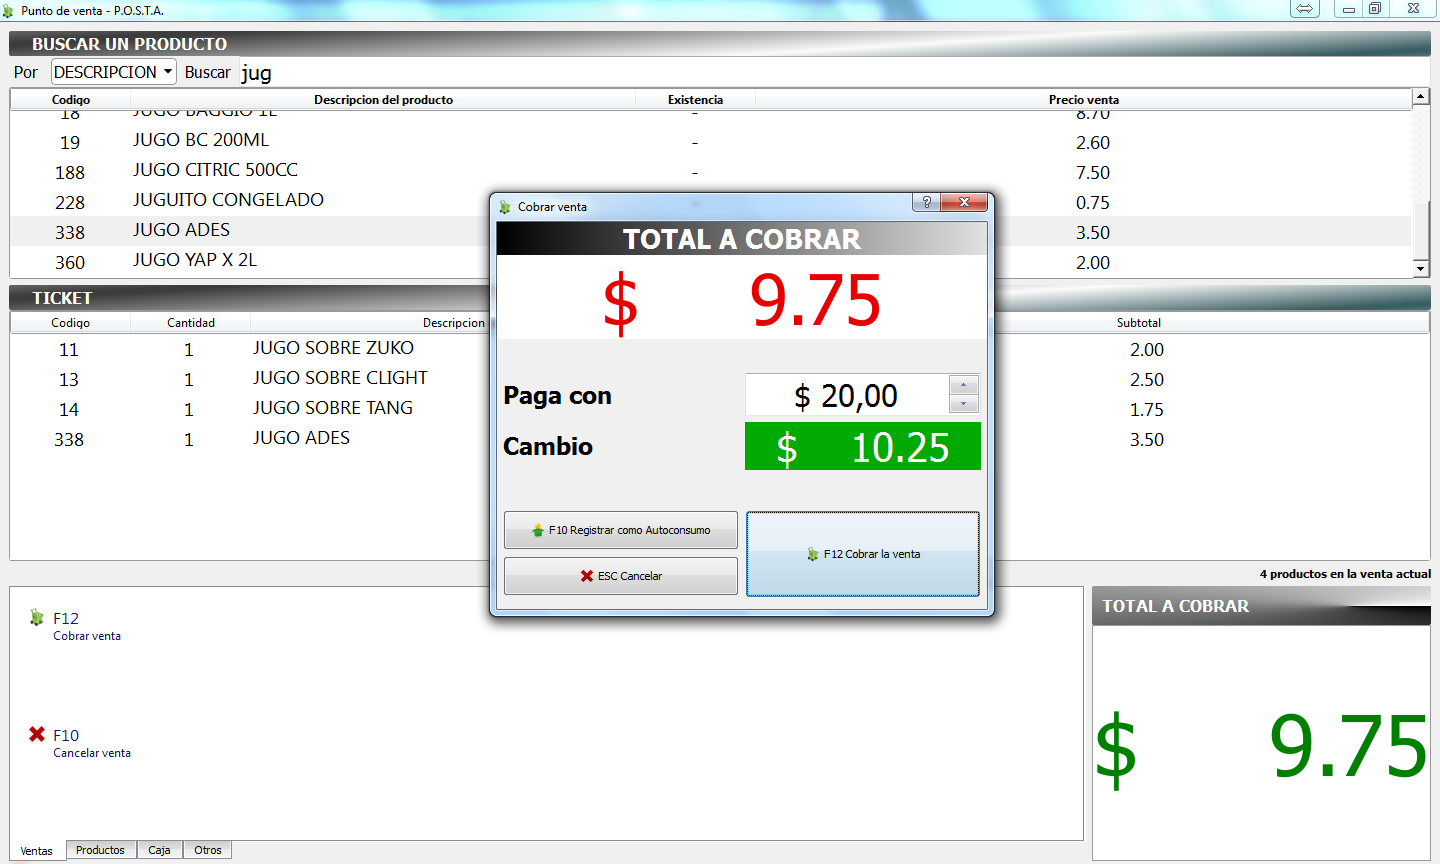 Punto de venta - P.O.S.T.A.
BUSCAR UN PRODUCTO
Por DESCRIPCION Buscar jug
Codigo Descripcion del producto Existencia Precio venta
18 JUGO BAGGIO 1L - 8.70
19 JUGO BC 200ML - 2.60
188 JUGO CITRIC 500CC - 7.50
228 JUGUITO CONGELADO 0.75
338 JUGO ADES 3.50
360 JUGO YAP X 2L 2.00
TICKET
Codigo Cantidad Descripcion Subtotal
11 1 JUGO SOBRE ZUKO 2.00
13 1 JUGO SOBRE CLIGHT 2.50
14 1 JUGO SOBRE TANG 1.75
338 1 JUGO ADES 3.50
Cobrar venta
TOTAL A COBRAR
$ 9.75
Paga con $ 20,00
Cambio $ 10.25
F10 Registrar como Autoconsumo
ESC Cancelar
F12 Cobrar la venta
4 productos en la venta actual
F12
Cobrar venta
F10
Cancelar venta
TOTAL A COBRAR
$ 9.75
Ventas Productos Caja Otros